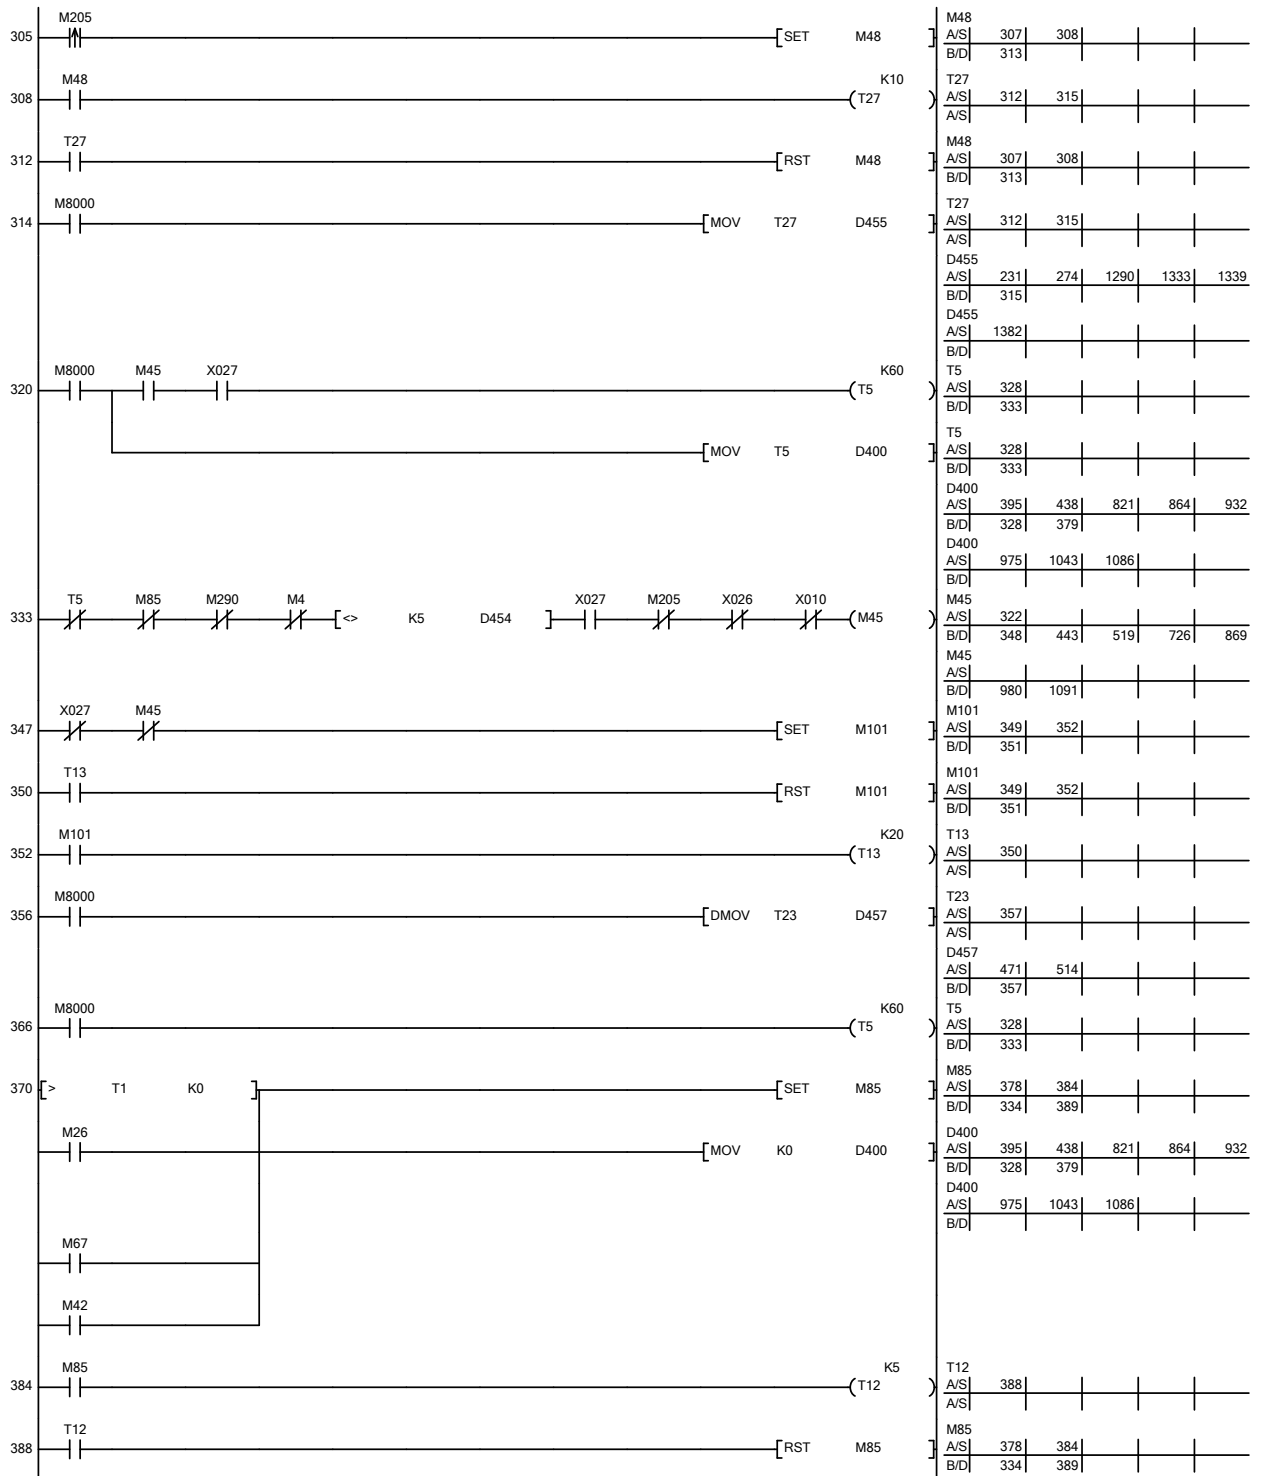 M205 M48
305 SET M48 A/S 307 308
B/D 313
M48 K10 T27
308 T27 A/S 312 315
A/S
T27 M48
312 RST M48 A/S 307 308
B/D 313
M8000 T27
314 MOV T27 D455 A/S 312 315
A/S
D455
A/S 231 274 1290 1333 1339
B/D 315
D455
A/S 1382
B/D
M8000 M45 X027 K60 T5
320 T5 A/S 328
B/D 333
T5
MOV T5 D400 A/S 328
B/D 333
D400
A/S 395 438 821 864 932
B/D 328 379
D400
A/S 975 1043 1086
B/D
T5 M85 M290 M4 X027 M205 X026 X010 M45
333 <> K5 D454 M45 A/S 322
B/D 348 443 519 726 869
M45
A/S
B/D 980 1091
X027 M45 M101
347 SET M101 A/S 349 352
B/D 351
T13 M101
350 RST M101 A/S 349 352
B/D 351
M101 K20 T13
352 T13 A/S 350
A/S
M8000 T23
356 DMOV T23 D457 A/S 357
A/S
D457
A/S 471 514
B/D 357
M8000 K60 T5
366 T5 A/S 328
B/D 333
M85
370 > T1 K0 SET M85 A/S 378 384
B/D 334 389
M26 D400
MOV K0 D400 A/S 395 438 821 864 932
B/D 328 379
D400
A/S 975 1043 1086
B/D
M67
M42
M85 K5 T12
384 T12 A/S 388
A/S
T12 M85
388 RST M85 A/S 378 384
B/D 334 389